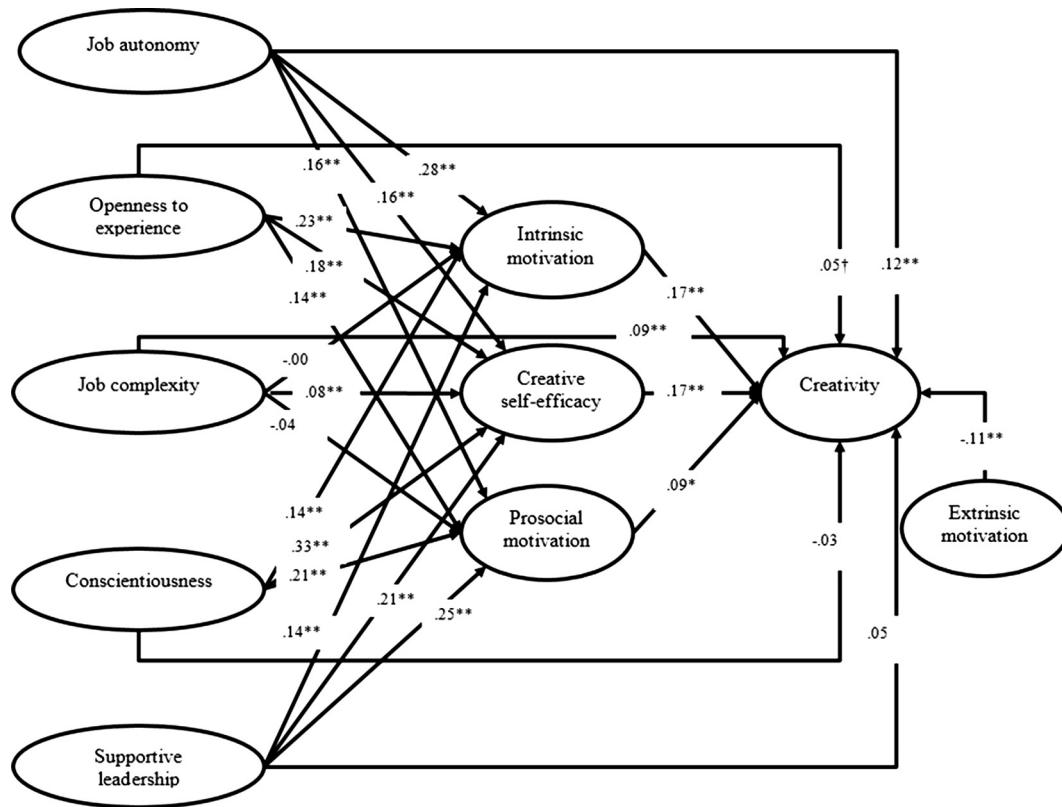 Job autonomy
.16**
.28**
.16**
Openness to
experience
.23**
.18**
.14**
Intrinsic
motivation
.05†
.12**
.17**
.09**
-.00
Job complexity
.08**
-.04
Creative
self-efficacy
.17**
Creativity
-.11**
.09*
.14**
.33**
.21**
Prosocial
motivation
-.03
Extrinsic
motivation
Conscientiousness
.21**
.25**
.14**
.05
Supportive
leadership